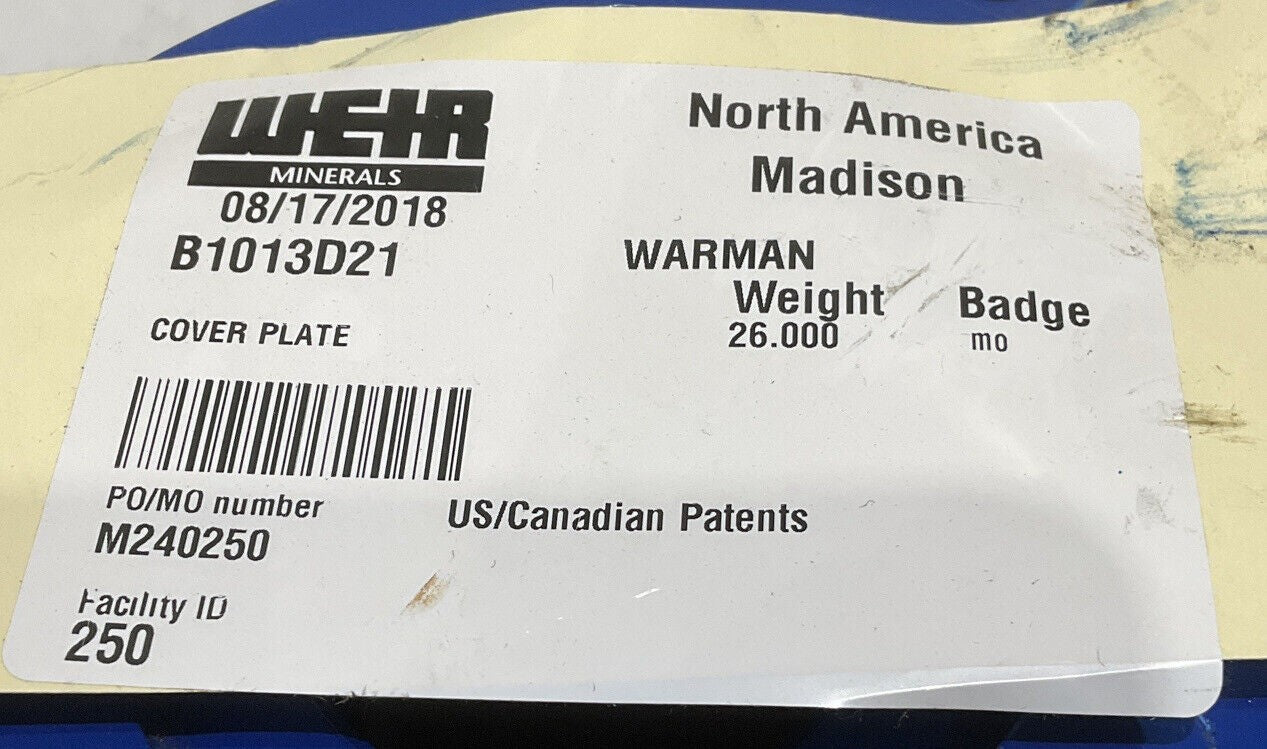 WEIR
MINERALS
08/17/2018
B1013D21
COVER PLATE
PO/MO number
M240250
Facility ID
250
North America
Madison
WARMAN
Weight Badge
26.000 mo
US/Canadian Patents